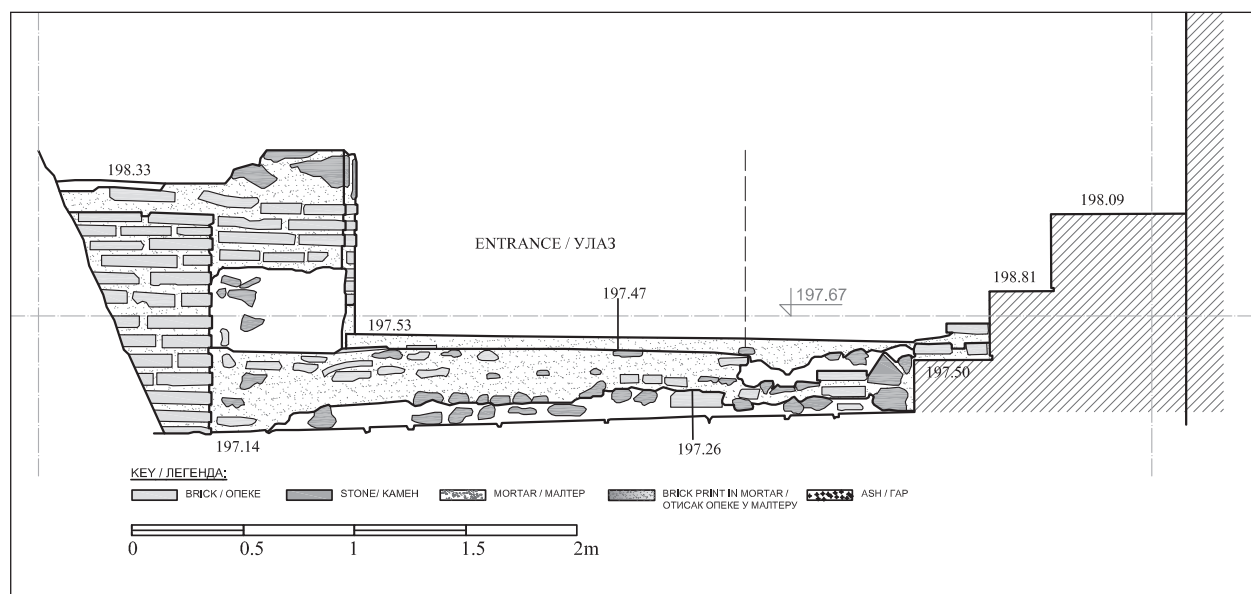 198.33
198.09
ENTRANCE / УЛАЗ
198.81
197.47
197.67
197.53
197.50
197.14
197.26
KEY / ЛЕГЕНДА:
BRICK / ОПЕКЕ
STONE/ КАМЕН
MORTAR / МАЛТЕР
BRICK PRINT IN MORTAR /
ОТИСАК ОПЕКЕ У МАЛТЕРУ
ASH / ГАР
0 0.5 1 1.5 2m